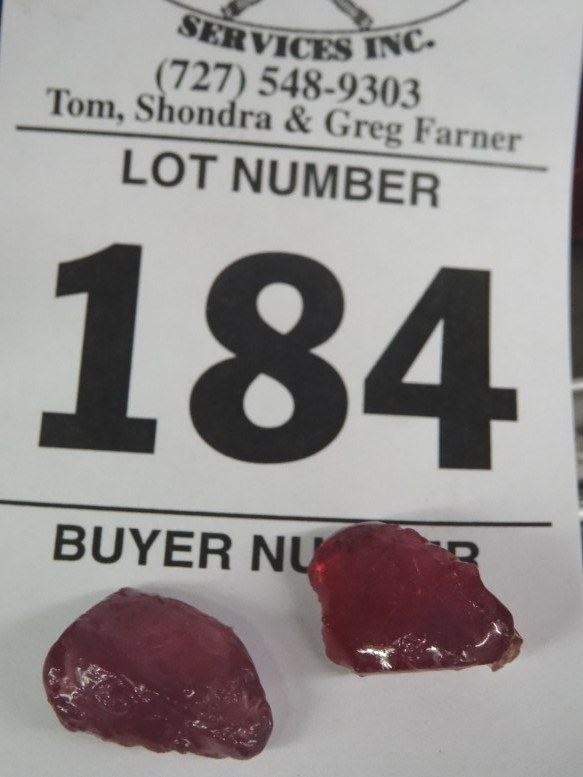 SERVICES INC.
(727) 548-9303
Tom, Shondra & Greg Farner
LOT NUMBER
184
BUYER